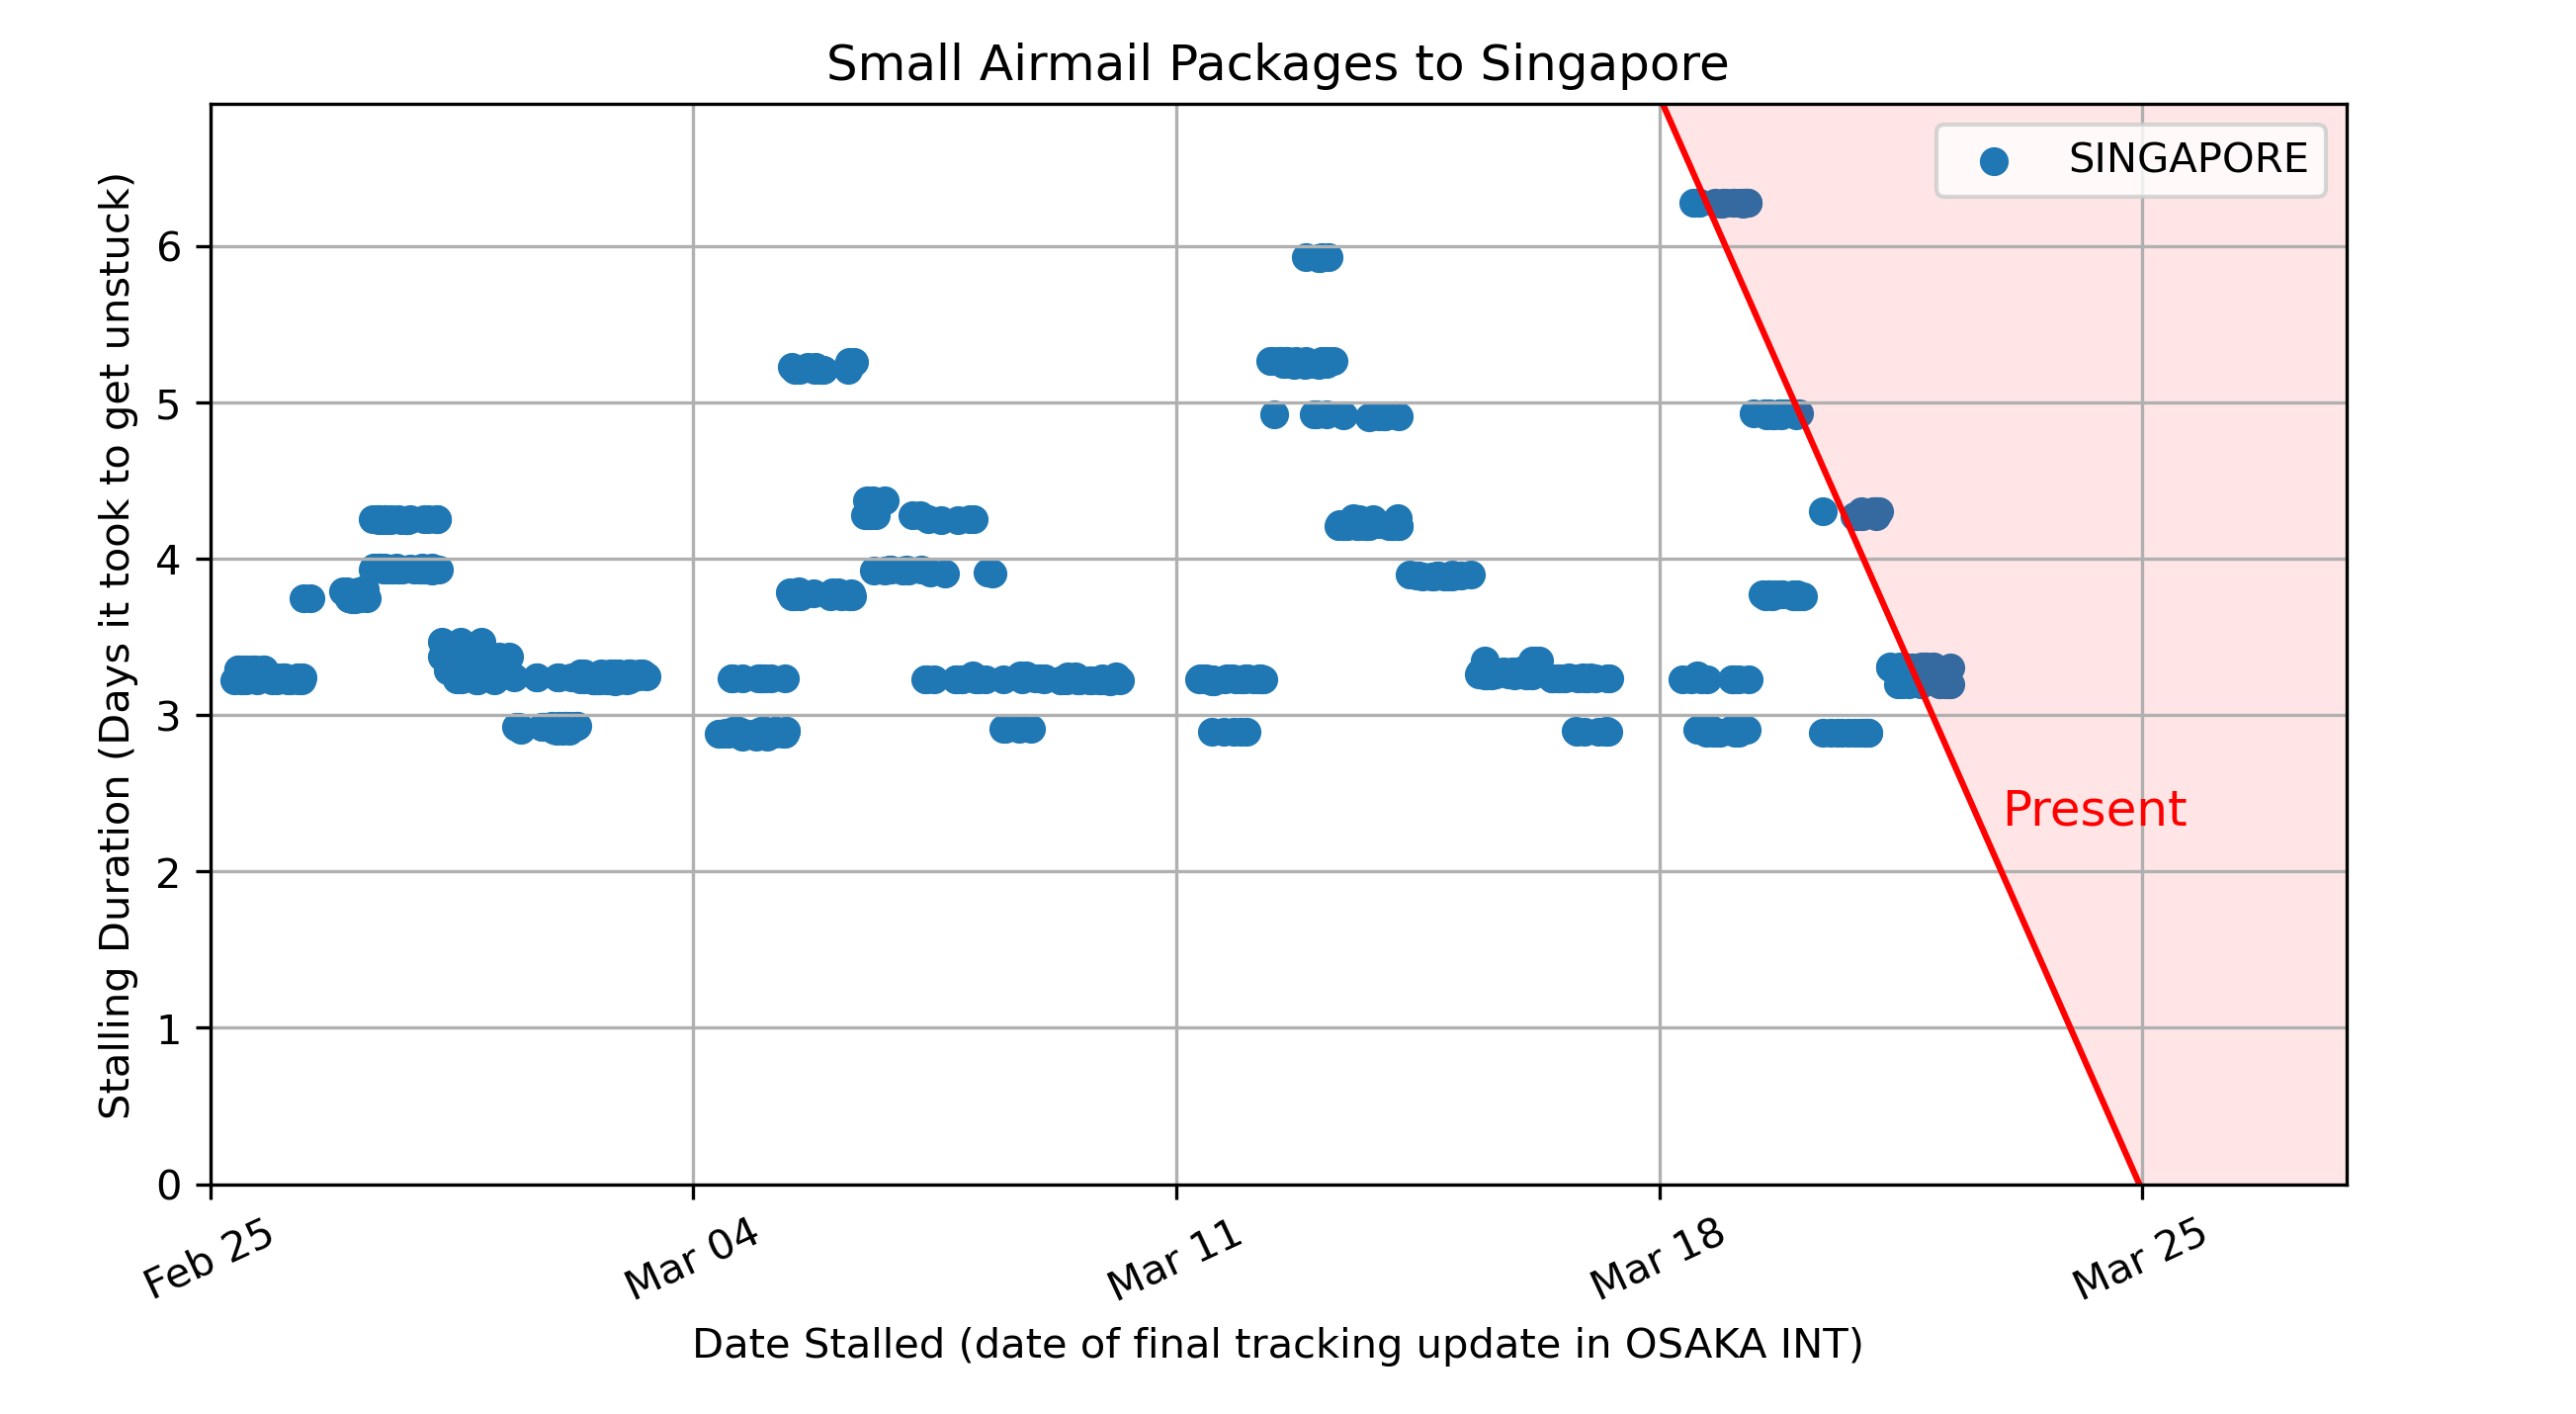 Small Airmail Packages to Singapore
SINGAPORE
Stalling Duration (Days it took to get unstuck)
6
5
4
3
2
1
0
Present
Feb 25
Mar 04
Mar 11
Mar 18
Mar 25
Date Stalled (date of final tracking update in OSAKA INT)